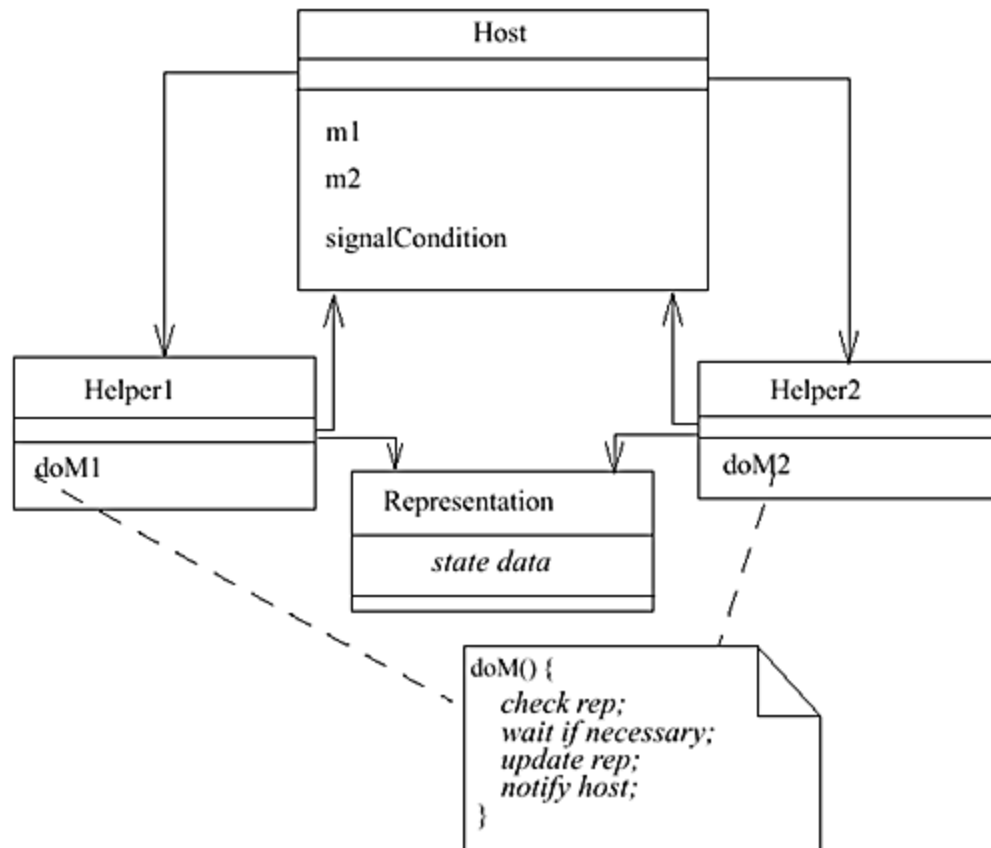 Host
m1
m2
signalCondition
Helper1
doM1
Helper2
doM2
Representation
state data
doM() {
check rep;
wait if necessary;
update rep;
notify host;
}